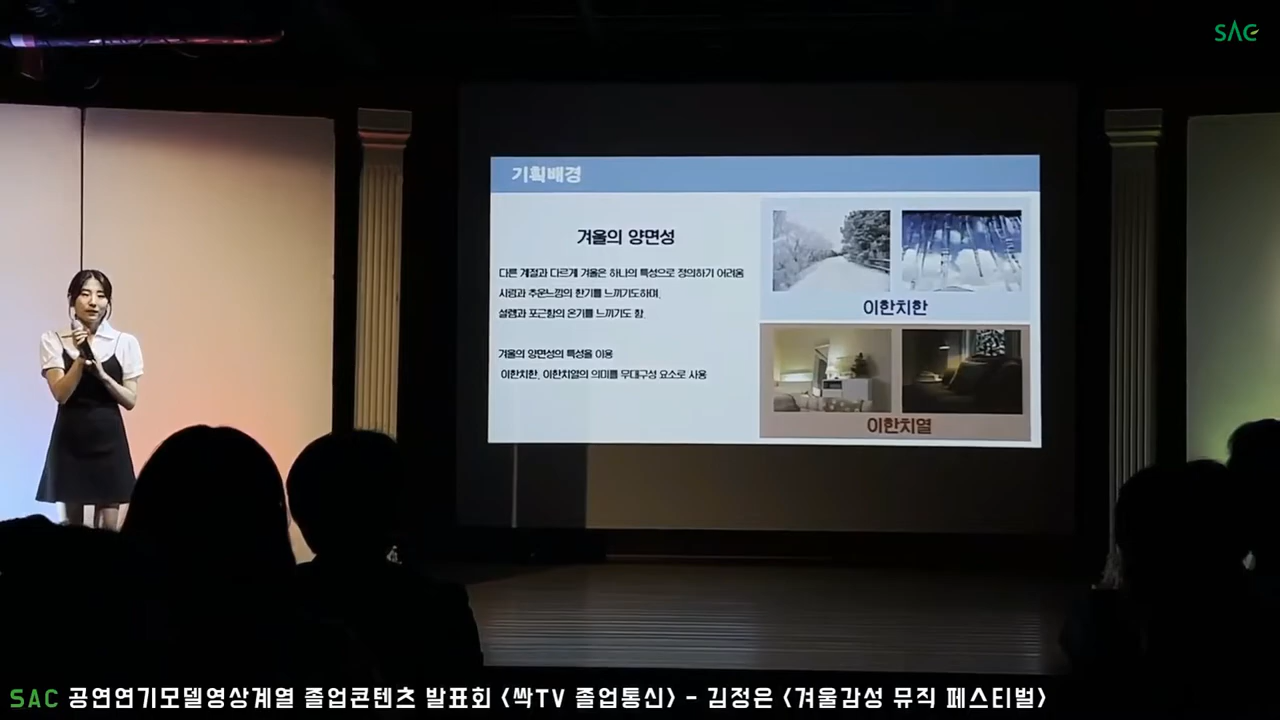 SAC
기획배경
겨울의 양면성
다른 계절과 다르게 겨울은 하나의 특성으로 정의하기 어려움
시렵과 추운느낌의 한기를 느끼기도하며,
설렘과 포근함의 온기를 느끼기도 함.
겨울의 양면성의 특성을 이용
이한치한, 이한치열의 의미를 무대구성 요소로 사용
이한치한
이한치열
SAC 공연연기모델영상계열 졸업콘텐츠 발표회 <싹TV 졸업통신> - 김정은 <겨울감성 뮤직 페스티벌>